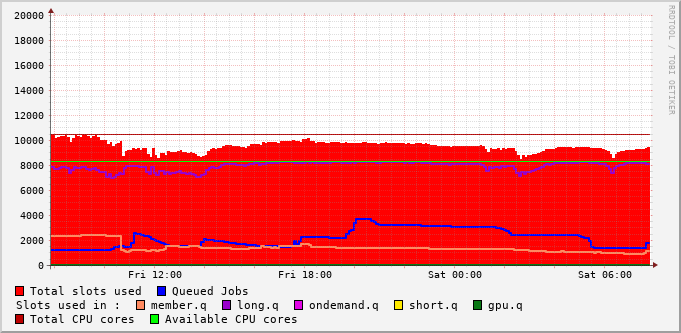 RRDTOOL / TOBI OETIKER
20000
18000
16000
14000
12000
10000
8000
6000
4000
2000
0
Fri 12:00 Fri 18:00 Sat 00:00 Sat 06:00
Total slots used Queued Jobs
Slots used in : member.q long.q ondemand.q short.q gpu.q
Total CPU cores Available CPU cores